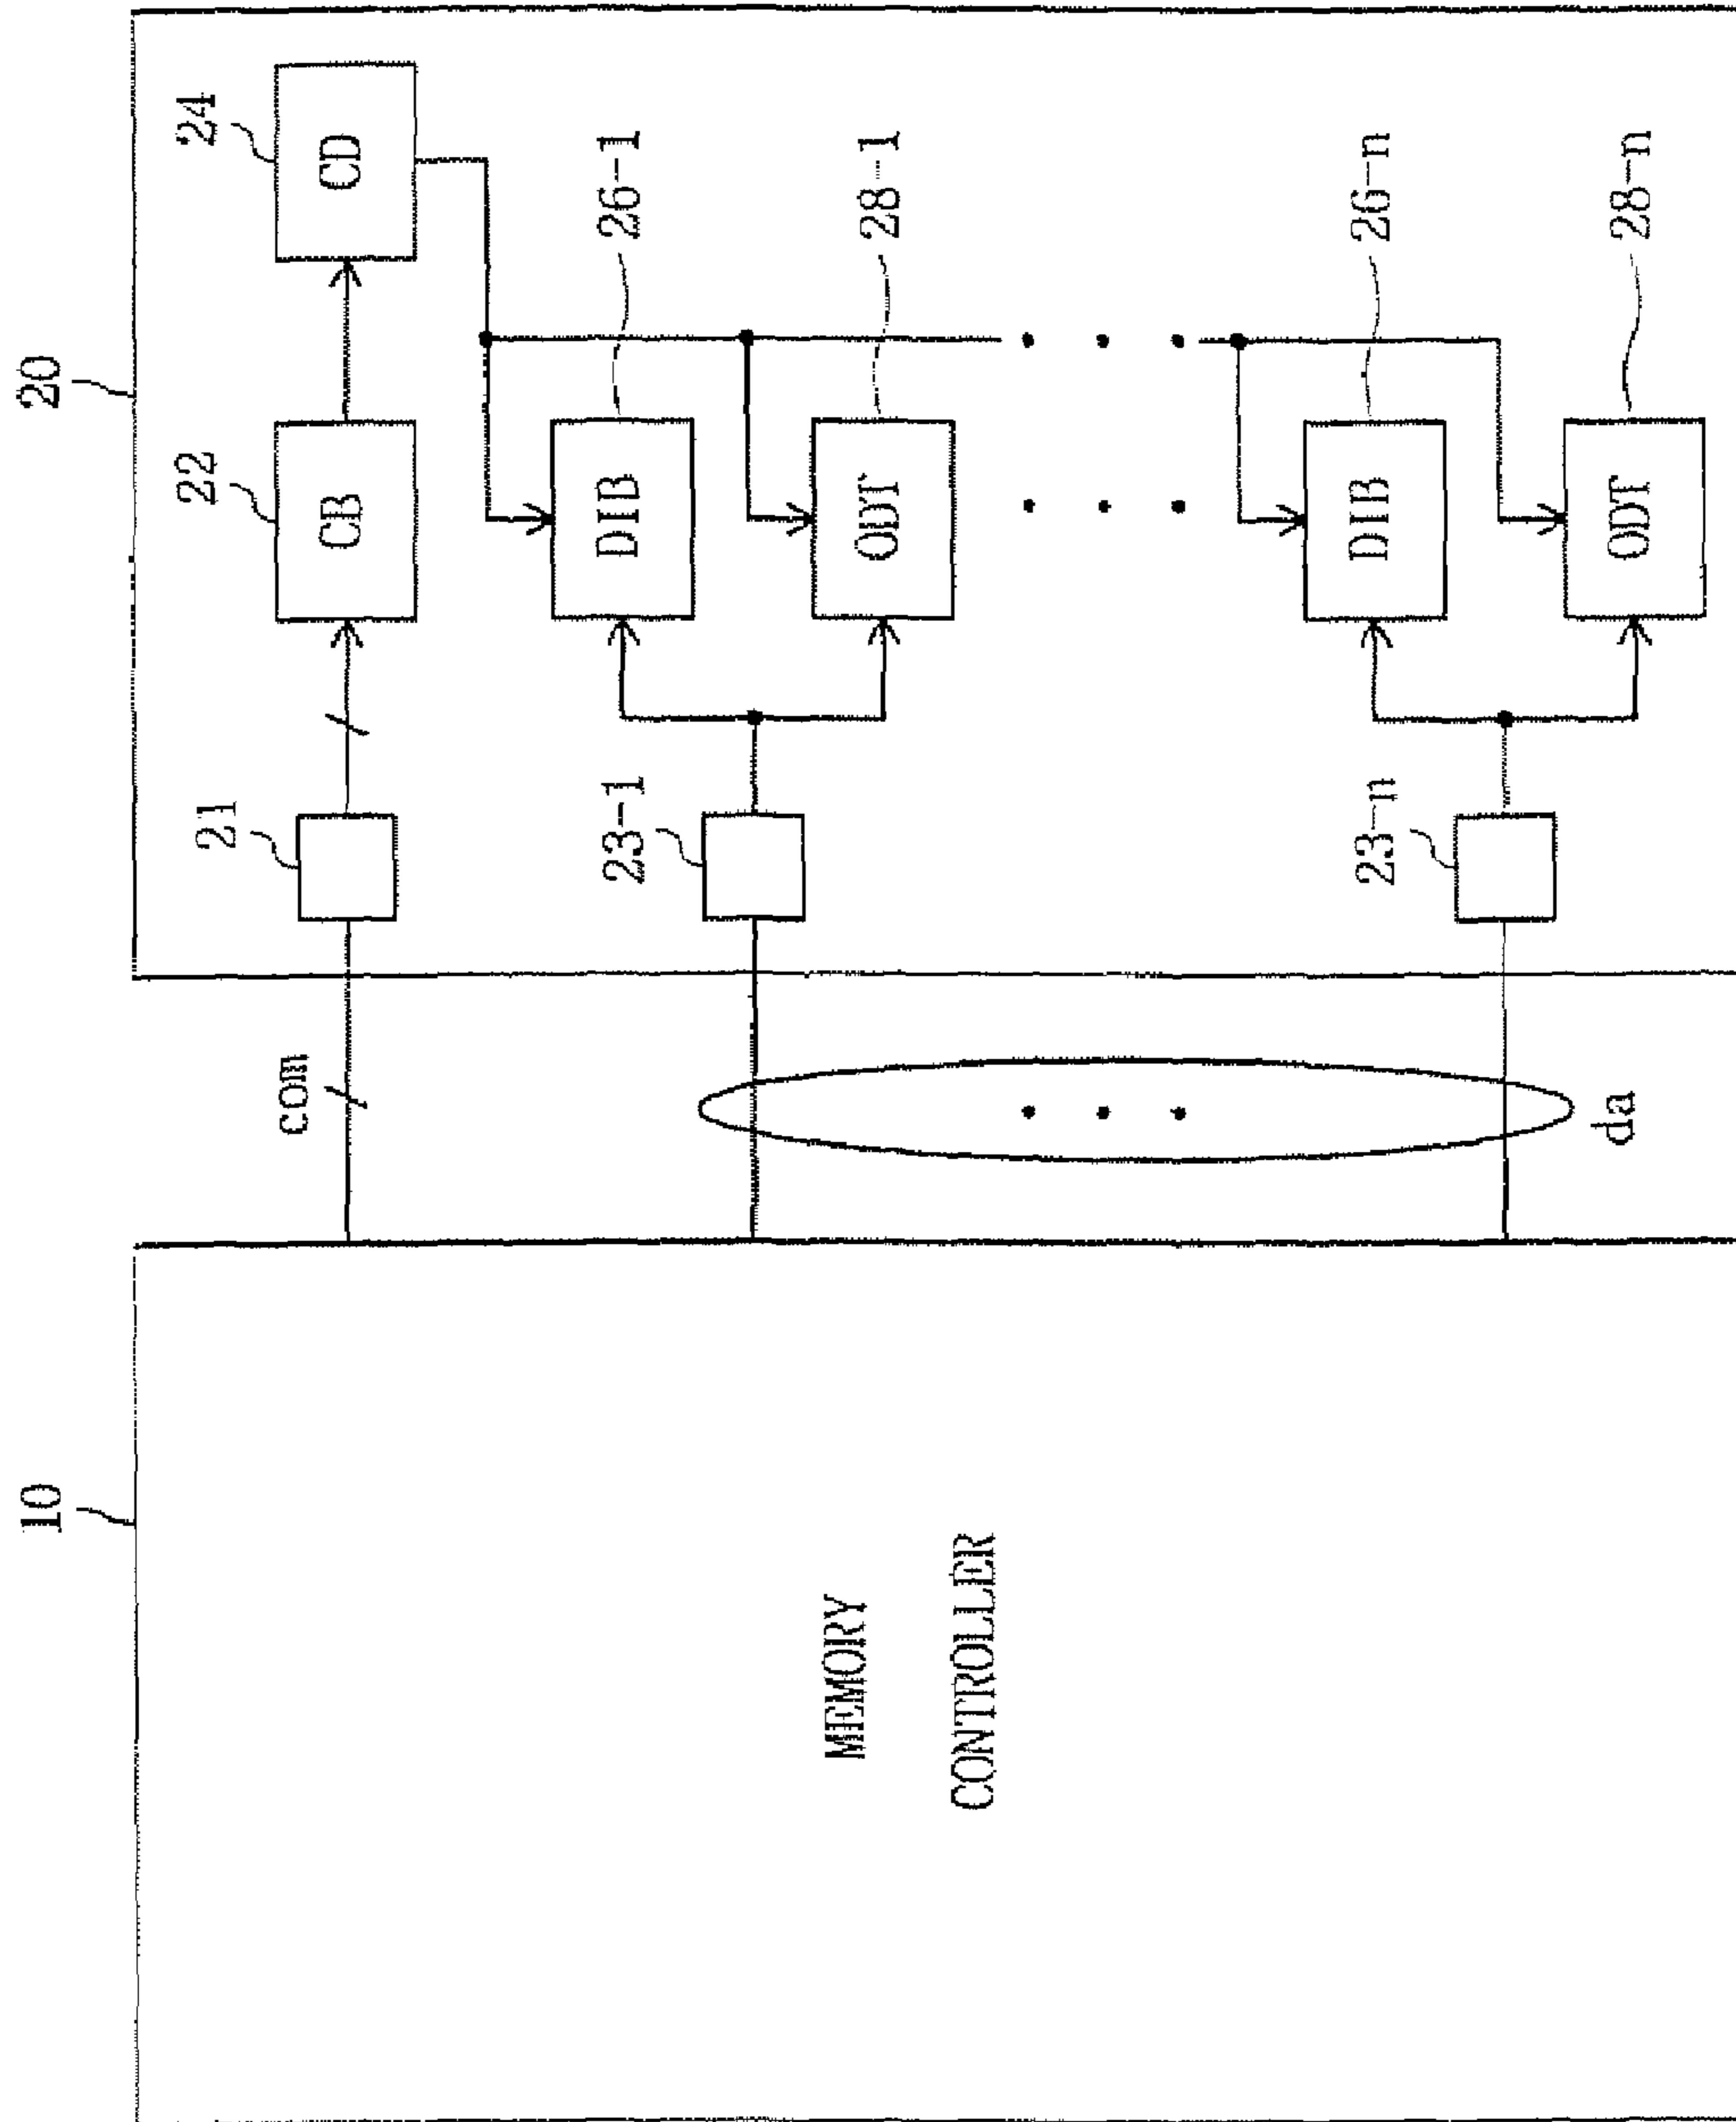 10
20
MEMORY
CONTROLLER
com
da
21
22
CB
24
CD
23-1
DIB
26-1
ODT
28-1
23-n
DIB
26-n
ODT
28-n